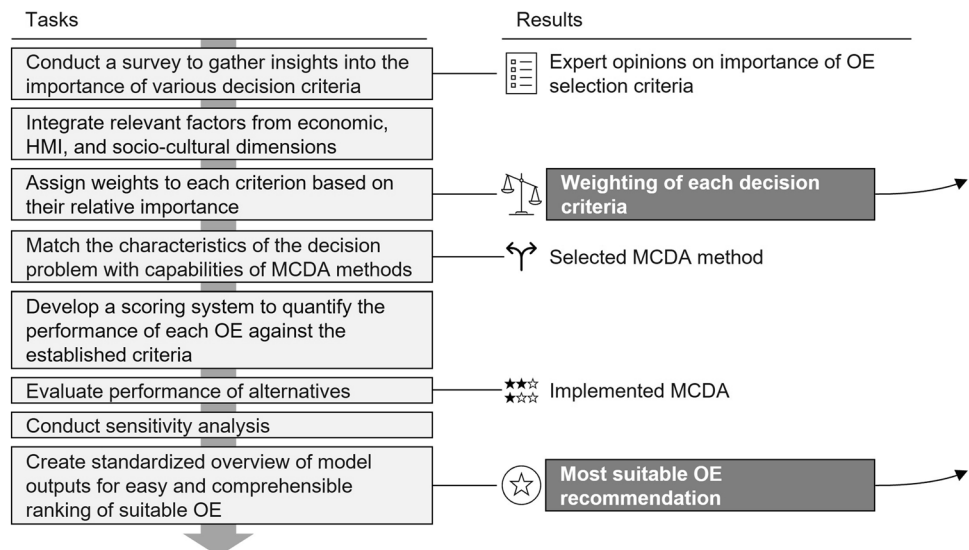 Tasks
Results
Conduct a survey to gather insights into the
importance of various decision criteria
Expert opinions on importance of OE
selection criteria
Integrate relevant factors from economic,
HMI, and socio-cultural dimensions
Assign weights to each criterion based on
their relative importance
Weighting of each decision
criteria
Match the characteristics of the decision
problem with capabilities of MCDA methods
Selected MCDA method
Develop a scoring system to quantify the
performance of each OE against the
established criteria
Evaluate performance of alternatives
Implemented MCDA
Conduct sensitivity analysis
Create standardized overview of model
outputs for easy and comprehensible
ranking of suitable OE
Most suitable OE
recommendation